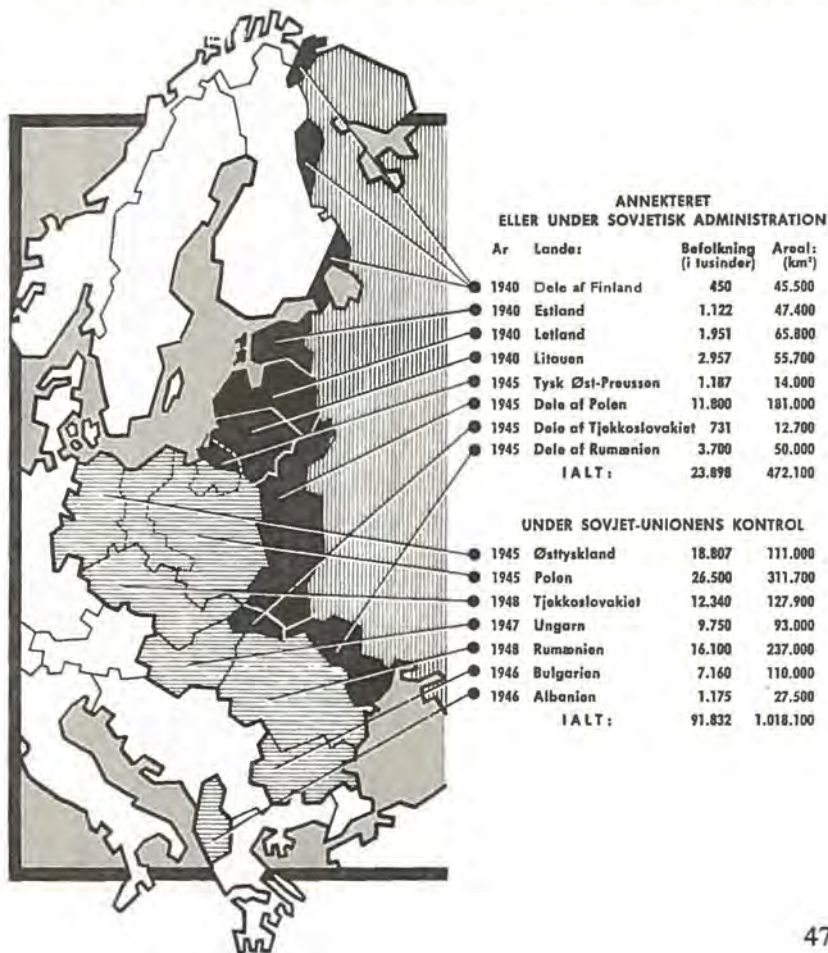 ANNEKTERET
ELLER UNDER SOVJETISK ADMINISTRATION
Ar Lande: Befolkning Areal:
(i tusinder) (km²)
1940 Dele af Finland 450 45.500
1940 Estland 1.122 47.400
1940 Letland 1.951 65.800
1940 Litauen 2.957 55.700
1945 Tysk Øst-Preussen 1.187 14.000
1945 Dele af Polen 11.800 181.000
1945 Dele af Tjekkoslovakiet 731 12.700
1945 Dele af Rumænien 3.700 50.000
IALT: 23.898 472.100
UNDER SOVJET-UNIONENS KONTROL
1945 Østtyskland 18.807 111.000
1945 Polen 26.500 311.700
1948 Tjekkoslovakiet 12.340 127.900
1947 Ungarn 9.750 93.000
1948 Rumænien 16.100 237.000
1946 Bulgarien 7.160 110.000
1946 Albanien 1.175 27.500
IALT: 91.832 1.018.100
47